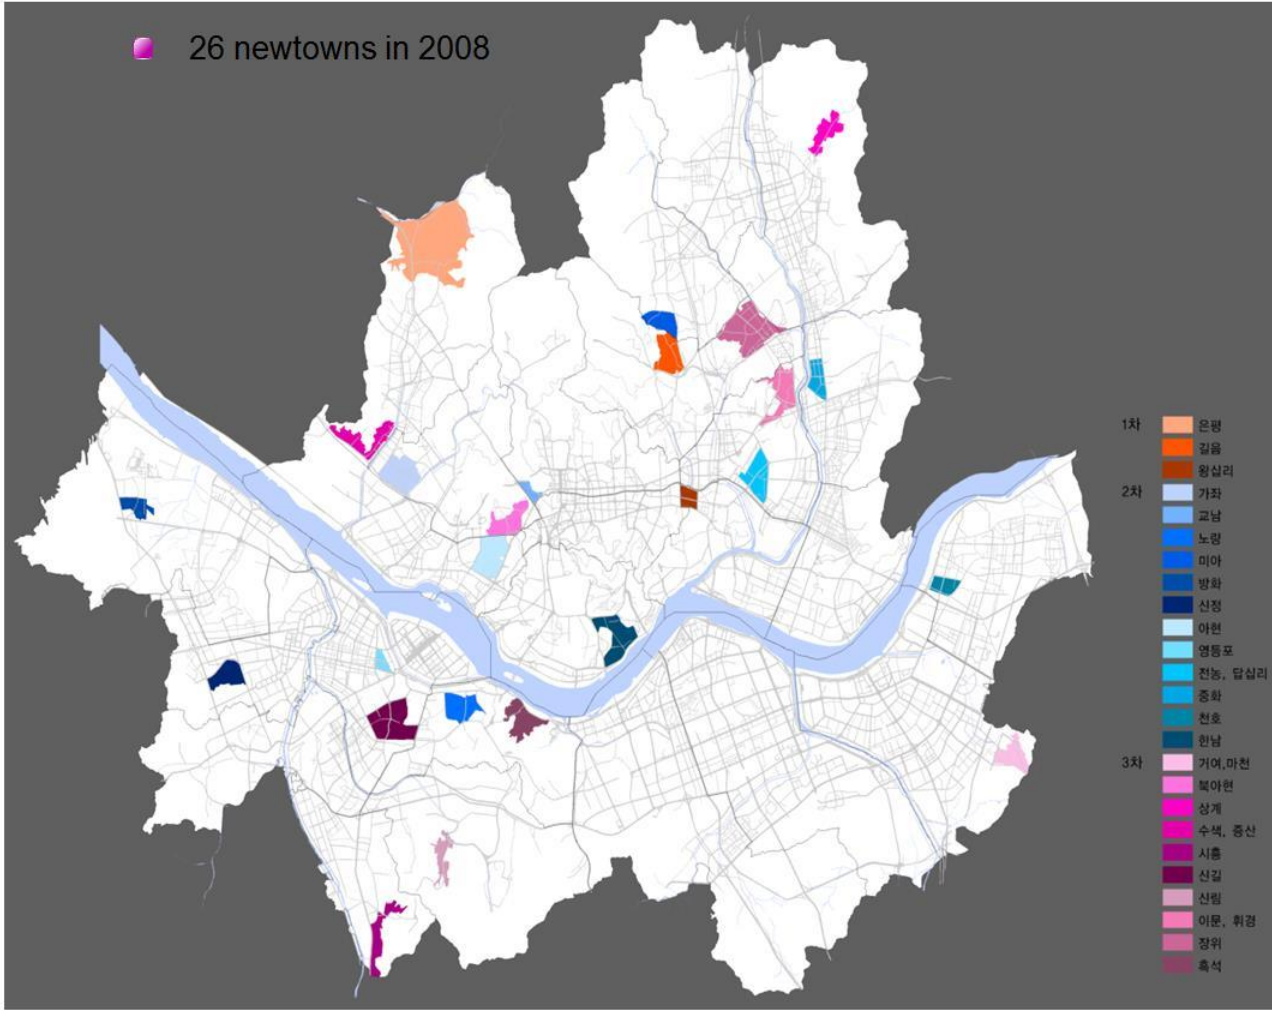 26 newtowns in 2008
1차 은평
길음
왕십리
2차 가좌
교남
노량
미아
방화
신정
아현
영등포
전농, 답십리
중화
천호
한남
3차 거여,마천
북아현
상계
수색, 증산
시흥
신길
신림
이문, 휘경
장위
흑석